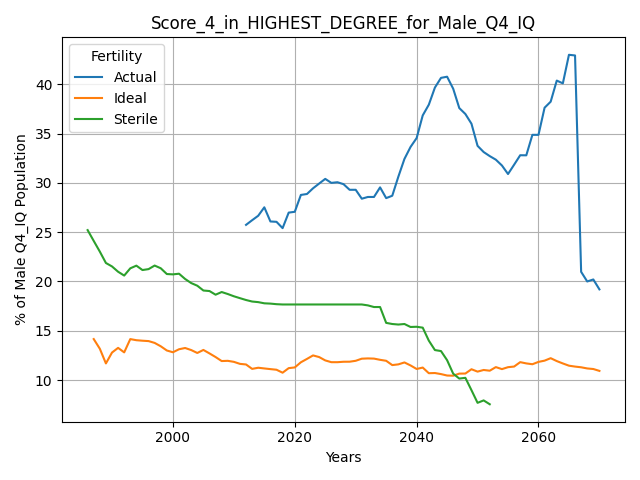 Score_4_in_HIGHEST_DEGREE_for_Male_Q4_IQ
Fertility
Actual
Ideal
Sterile
% of Male Q4_IQ Population
40
35
30
25
20
15
10
2000
2020
2040
2060
Years